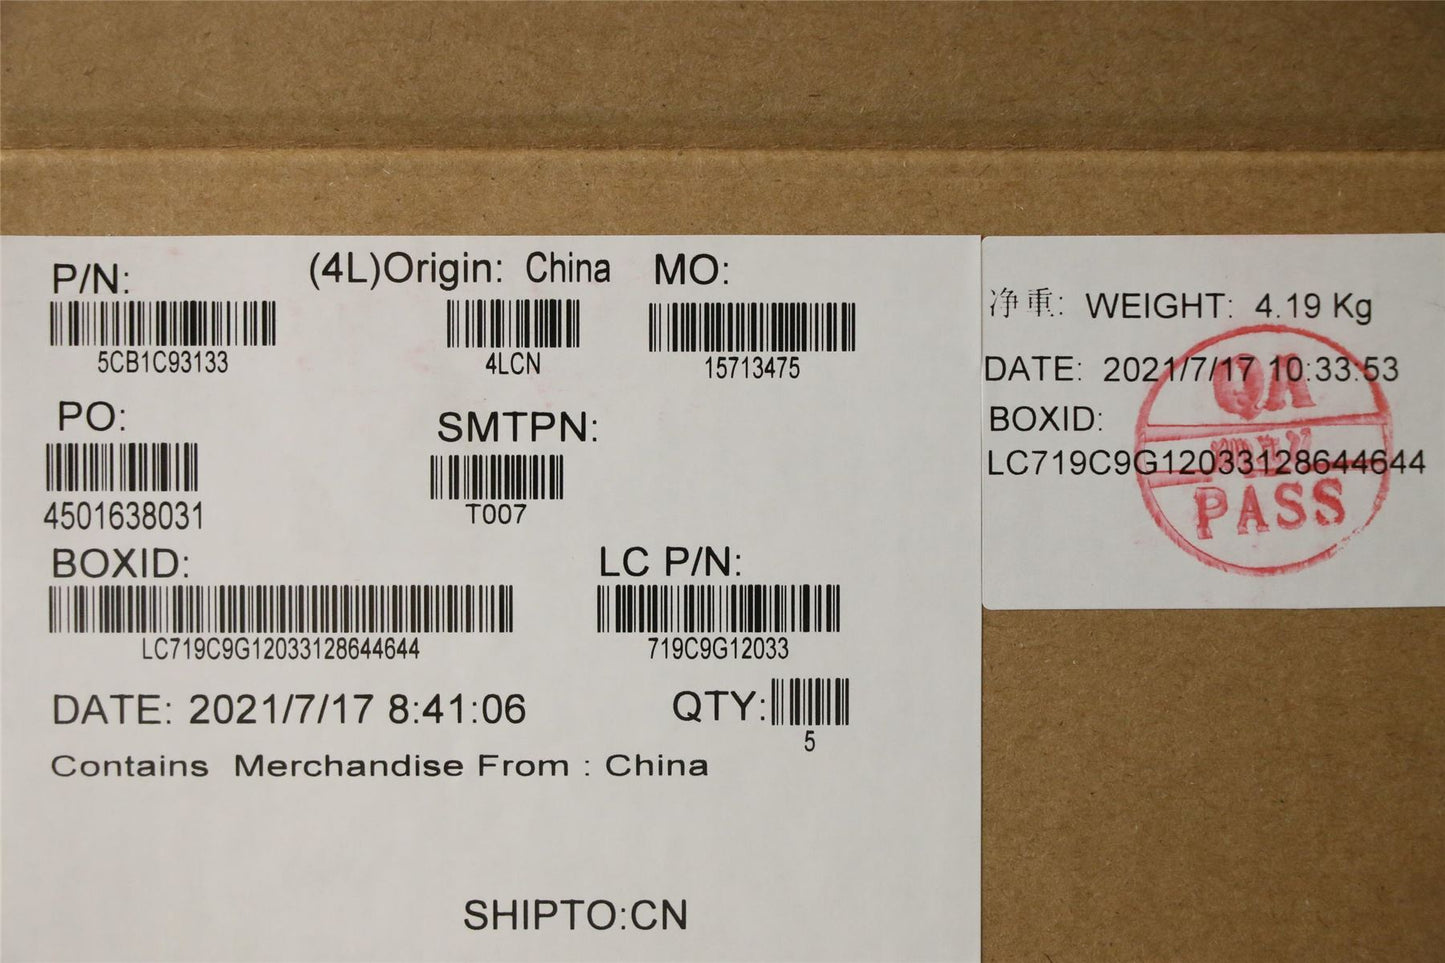 P/N:
5CB1C93133
(4L)Origin: China
4LCN
MO:
15713475
PO:
4501638031
SMTPN:
T007
BOXID:
LC719C9G12033128644644
LC P/N:
719C9G12033
DATE: 2021/7/17 8:41:06
QTY:
5
Contains Merchandise From : China
SHIPTO:CN
净重: WEIGHT: 4.19 Kg
DATE: 2021/7/17 10:33:53
BOXID:
LC719C9G12033128644644
QA
PASS